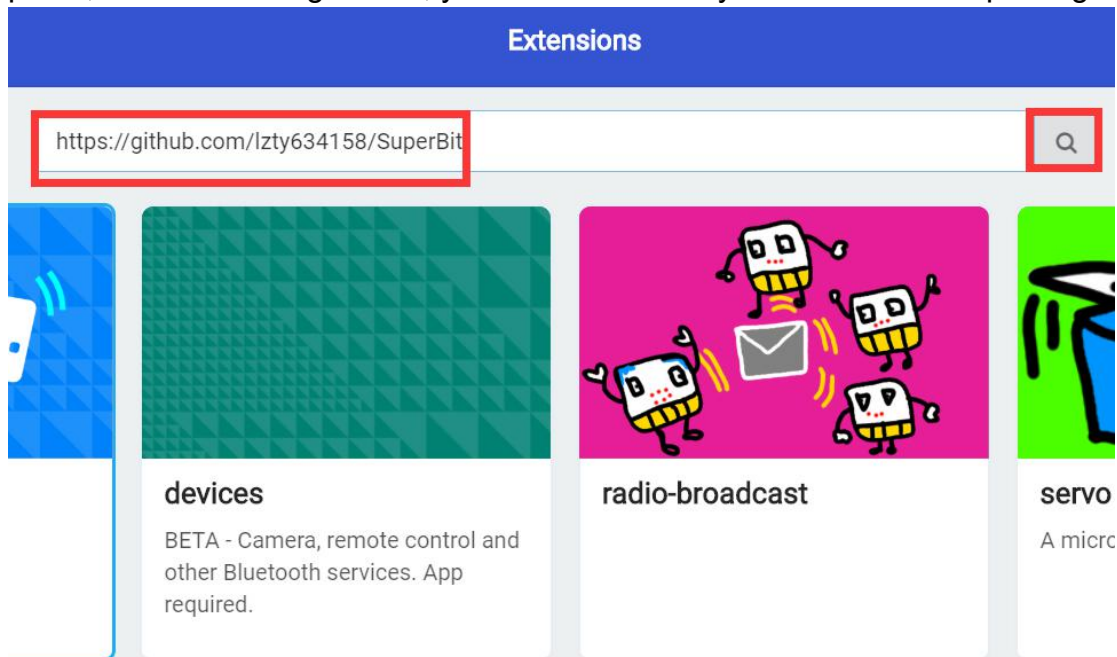 Extensions
https://github.com/lzty634158/SuperBit
devices
radio-broadcast
servo
BETA - Camera, remote control and
A micro
other Bluetooth services. App
required.